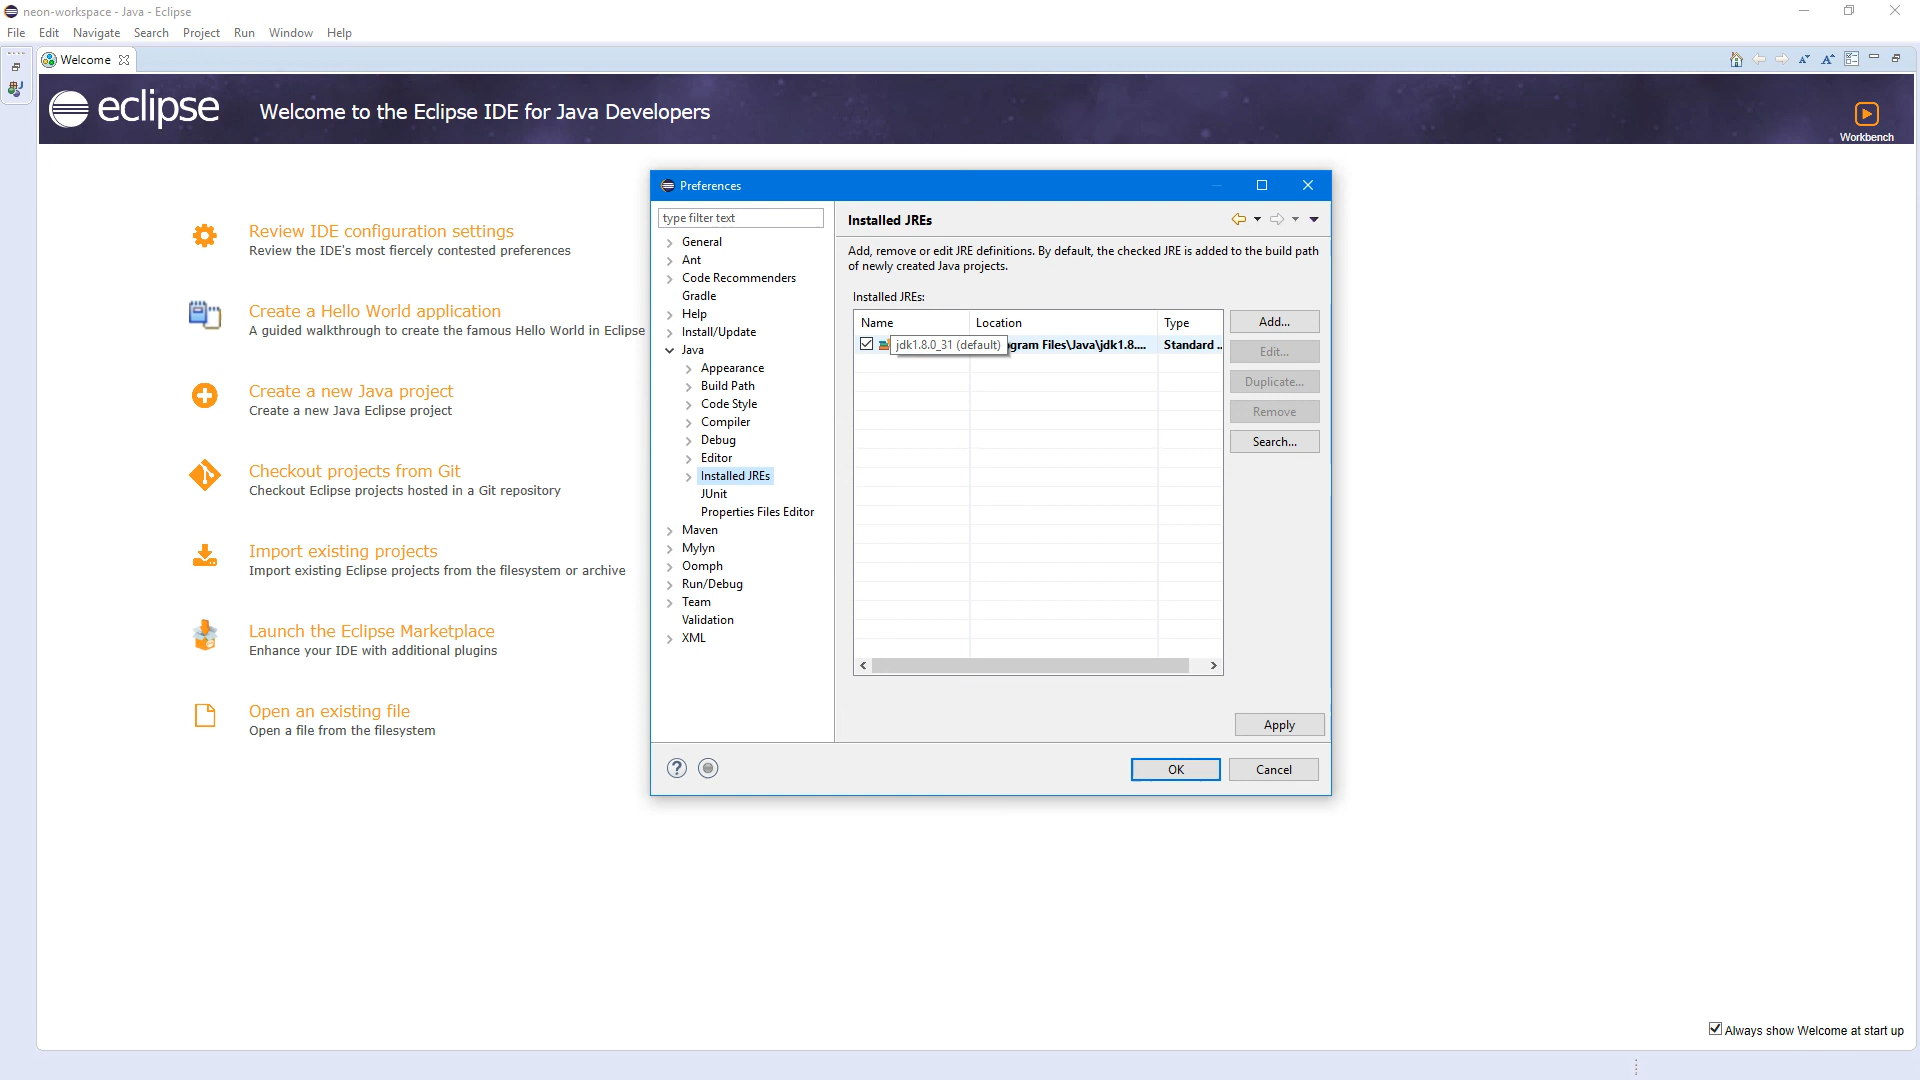 neon-workspace - Java - Eclipse
File Edit Navigate Search Project Run Window Help
Welcome
eclipse Welcome to the Eclipse IDE for Java Developers
Workbench
Review IDE configuration settings
Review the IDE's most fiercely contested preferences
Create a Hello World application
A guided walkthrough to create the famous Hello World in Eclipse
Create a new Java project
Create a new Java Eclipse project
Checkout projects from Git
Checkout Eclipse projects hosted in a Git repository
Import existing projects
Import existing Eclipse projects from the filesystem or archive
Launch the Eclipse Marketplace
Enhance your IDE with additional plugins
Open an existing file
Open a file from the filesystem
Preferences
type filter text
General
Ant
Code Recommenders
Gradle
Help
Install/Update
Java
Appearance
Build Path
Code Style
Compiler
Debug
Editor
Installed JREs
JUnit
Properties Files Editor
Maven
Mylyn
Oomph
Run/Debug
Team
Validation
XML
Installed JREs
Add, remove or edit JRE definitions. By default, the checked JRE is added to the build path
of newly created Java projects.
Installed JREs:
Name Location Type
jdk1.8.0_31 (default) gram Files\Java\jdk1.8.... Standard ..
Add...
Edit...
Duplicate...
Remove
Search...
Apply
OK Cancel
Always show Welcome at start up